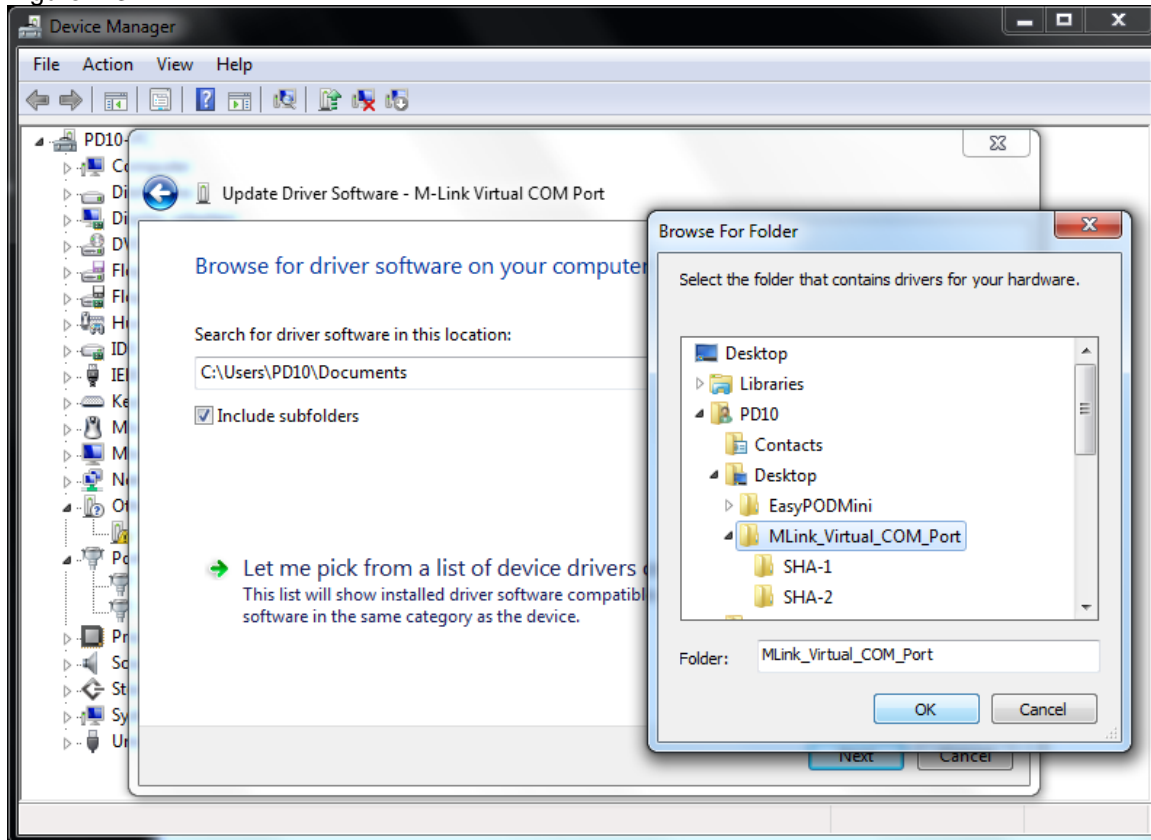 Device Manager
File Action View Help
PD10-
Update Driver Software - M-Link Virtual COM Port
Browse for driver software on your computer
Search for driver software in this location:
C:\Users\PD10\Documents
Include subfolders
Let me pick from a list of device drivers
This list will show installed driver software
software in the same category as the device.
Next Cancel
Browse For Folder
Select the folder that contains drivers for your hardware.
Desktop
Libraries
PD10
Contacts
Desktop
EasyPODMini
MLink_Virtual_COM_Port
SHA-1
SHA-2
Folder: MLink_Virtual_COM_Port
OK Cancel